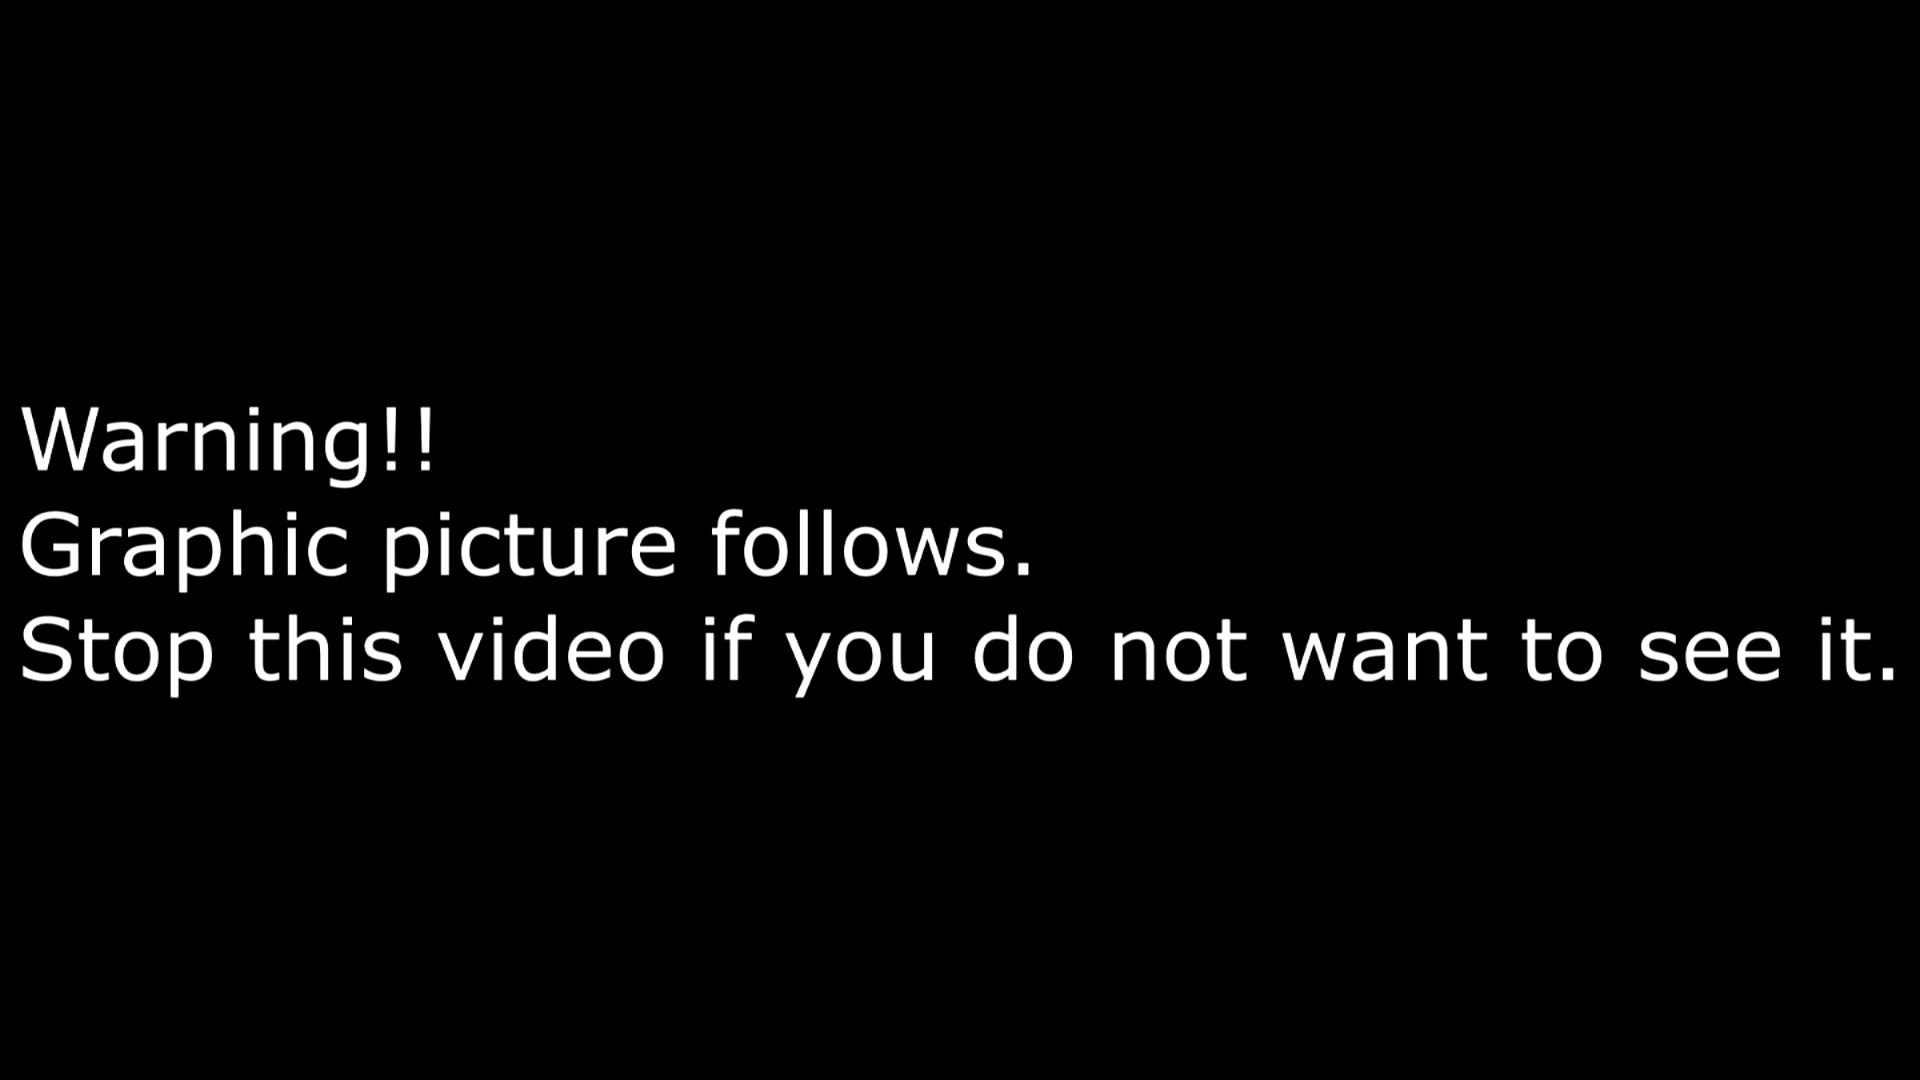 Warning!!
Graphic picture follows.
Stop this video if you do not want to see it.